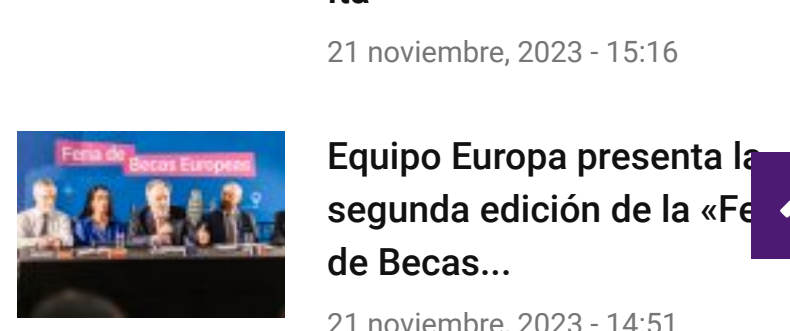 21 noviembre, 2023 - 15:16
Feria de
Becas Europeas
Equipo Europa presenta la
segunda edición de la «Fe
de Becas...
21 noviembre, 2023 - 14:51